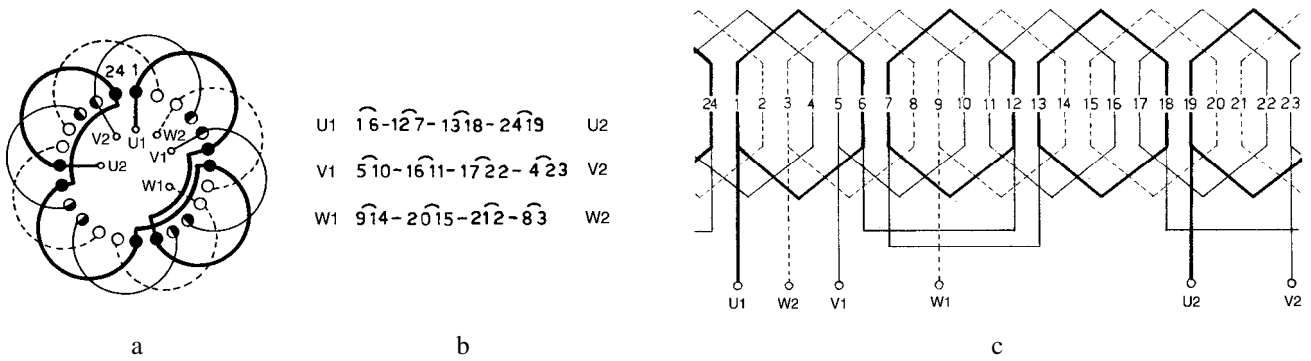 24 1
V2 U1 W2
V1
U2
W1
a
U1 1 6-12 7-13 18-24 19 U2
V1 5 10-16 11-17 22-4 23 V2
W1 9 14-20 15-21 2-8 3 W2
b
24 1 2 3 4 5 6 7 8 9 10 11 12 13 14 15 16 17 18 19 20 21 22 23
U1 W2 V1 W1 U2 V2
c